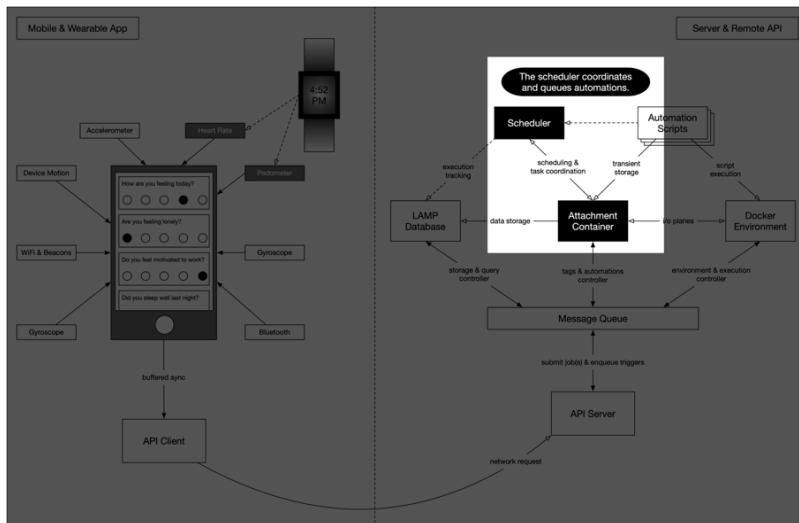 Mobile & Wearable App
Server & Remote API
4:52
PM
The scheduler coordinates
and queues automations.
Accelerometer
Heart Rate
Scheduler
Automation
Scripts
Device Motion
Pedometer
How are you feeling today?
execution
tracking
scheduling &
task coordination
transient
storage
script
execution
Are you feeling lonely?
LAMP
Database
data storage
Attachment
Container
i/o planes
Docker
Environment
WiFi & Beacons
Do you feel motivated to work?
Gyroscope
storage & query
controller
tags & automations
controller
environment & execution
controller
Did you sleep well last night?
Gyroscope
Bluetooth
Message Queue
buffered sync
submit job(s) & enqueue triggers
API Client
API Server
network request